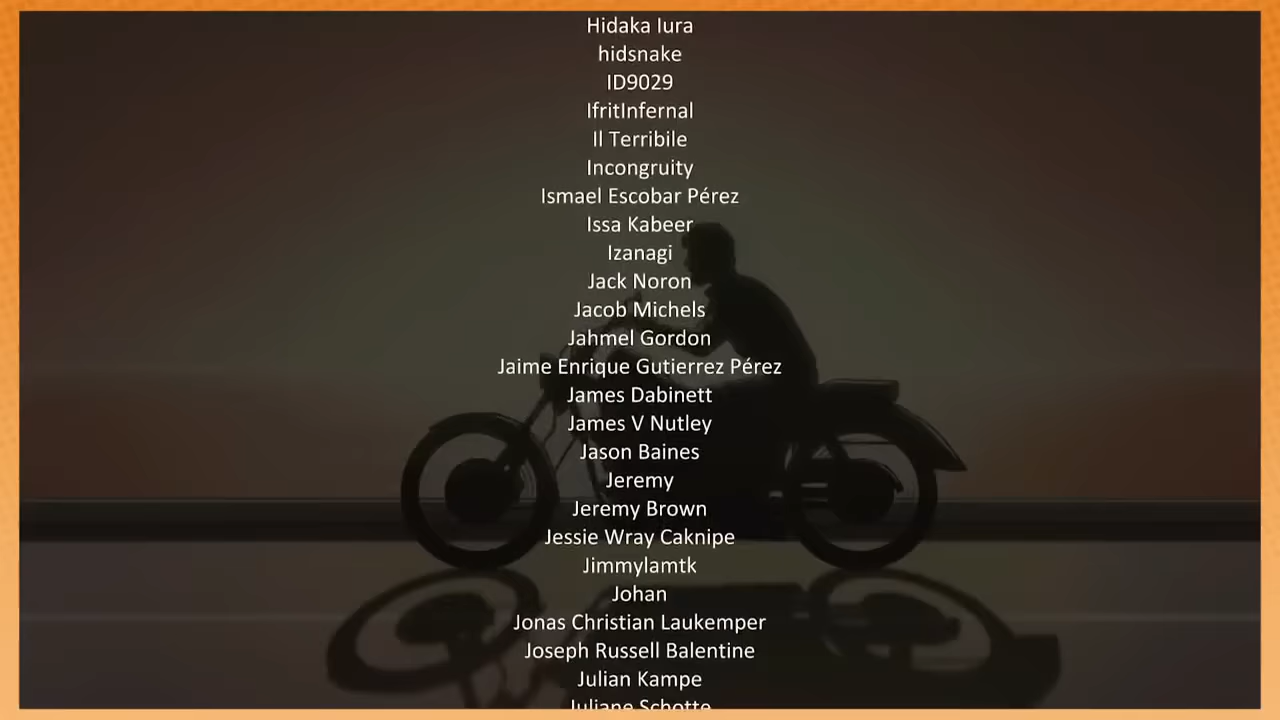 Hidaka Iura
hidsnake
ID9029
IfritInfernal
Il Terribile
Incongruity
Ismael Escobar Pérez
Issa Kabeer
Izanagi
Jack Noron
Jacob Michels
Jahmel Gordon
Jaime Enrique Gutierrez Pérez
James Dabinett
James V Nutley
Jason Baines
Jeremy
Jeremy Brown
Jessie Wray Caknipe
Jimmylamtk
Johan
Jonas Christian Laukemper
Joseph Russell Balentine
Julian Kampe
Juliane Schotte